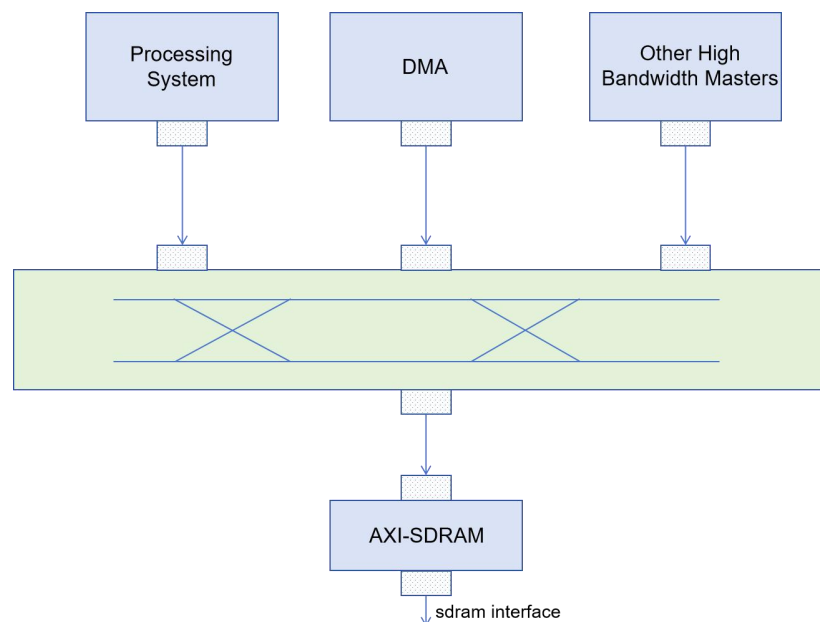 Processing
System
DMA
Other High
Bandwidth Masters
AXI-SDRAM
sdram interface